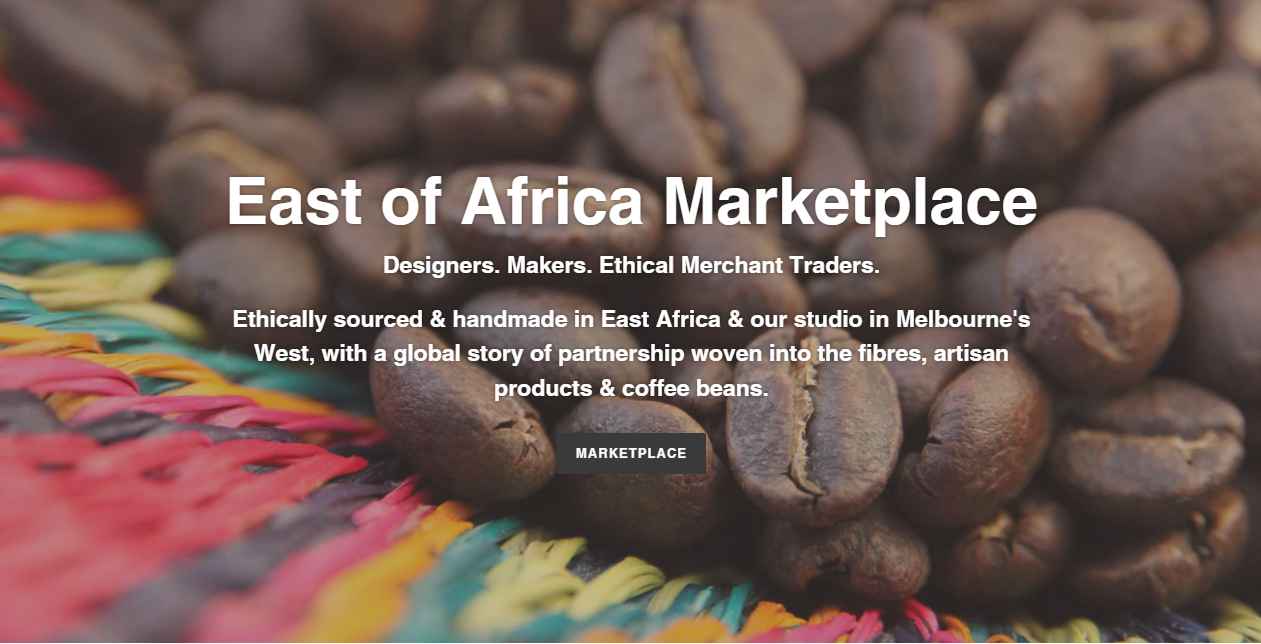 East of Africa Marketplace
Designers. Makers. Ethical Merchant Traders.
Ethically sourced & handmade in East Africa & our studio in Melbourne's
West, with a global story of partnership woven into the fibres, artisan
products & coffee beans.
MARKETPLACE